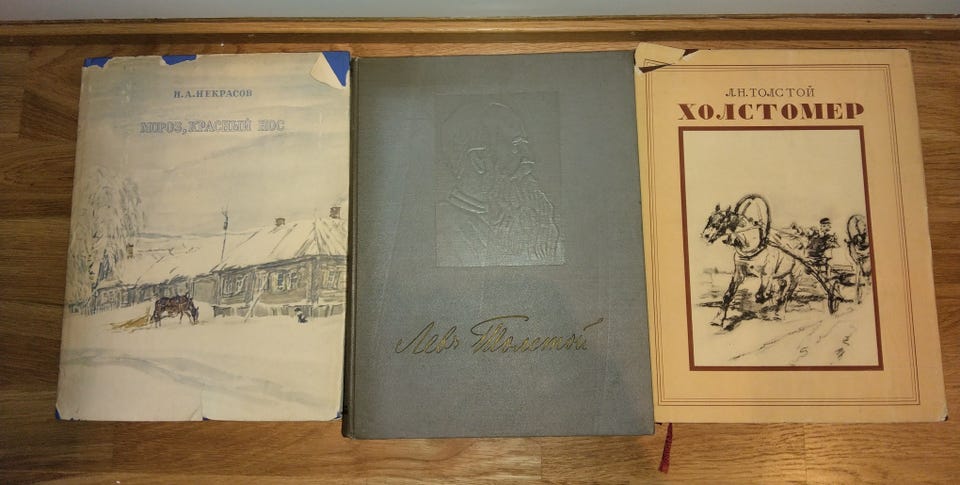 Н.А.НЕКРАСОВ
МОРОЗ, КРАСНЫЙ НОС
Левъ Толстой
Л.Н.ТОЛСТОЙ
ХОЛСТОМЕР